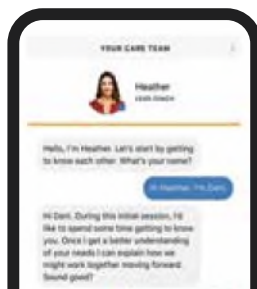 YOUR CARE TEAM
Heather
Hello, I'm Heather. Let's start by getting
to know each other. What's your name?
Hi Heather, I'm Dani.
Hi Dani. During this initial session, I'd
like to spend some time getting to know
you. Once I get a better understanding
of your needs I can explain how we
might work together moving forward.
Sound good?